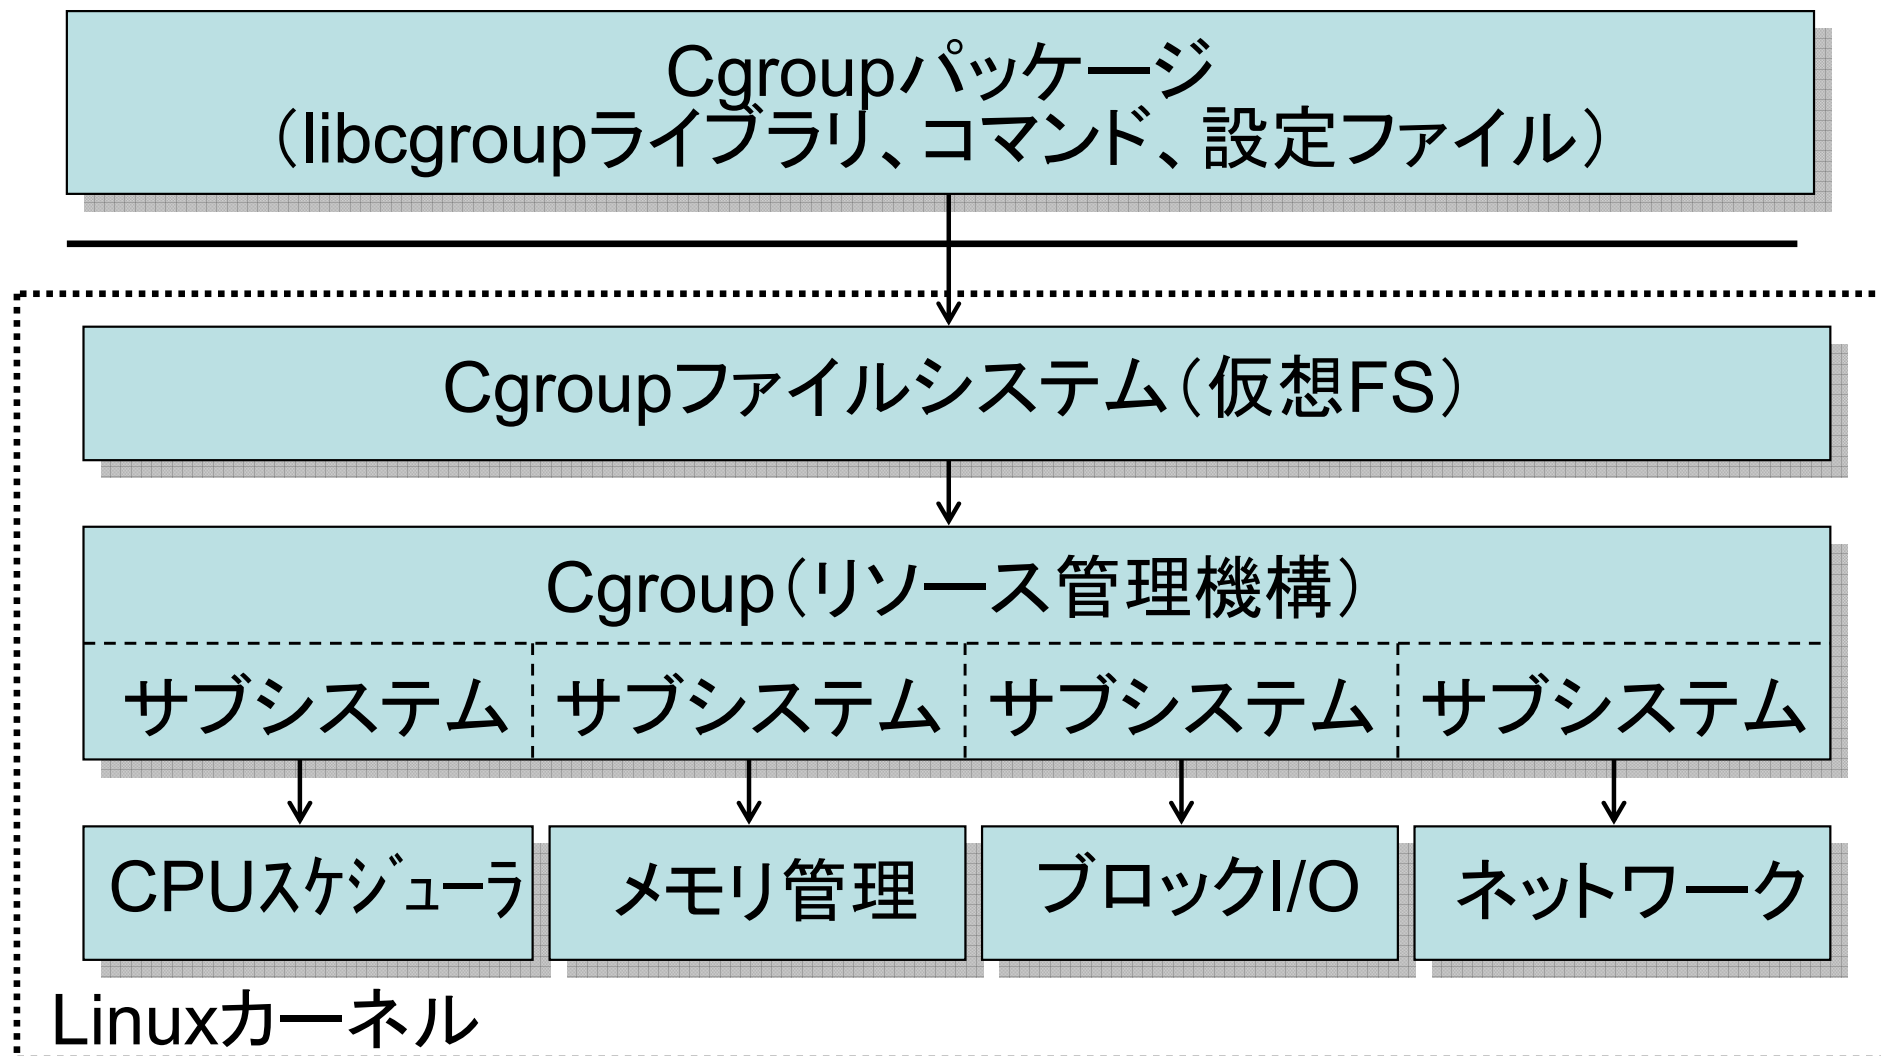 Cgroupパッケージ
（libcgroupライブラリ、コマンド、設定ファイル）
Cgroupファイルシステム（仮想FS）
Cgroup（リソース管理機構）
サブシステム サブシステム サブシステム サブシステム
CPUｽｹｼﾞｭｰﾗ メモリ管理 ブロックI/O ネットワーク
Linuxカーネル